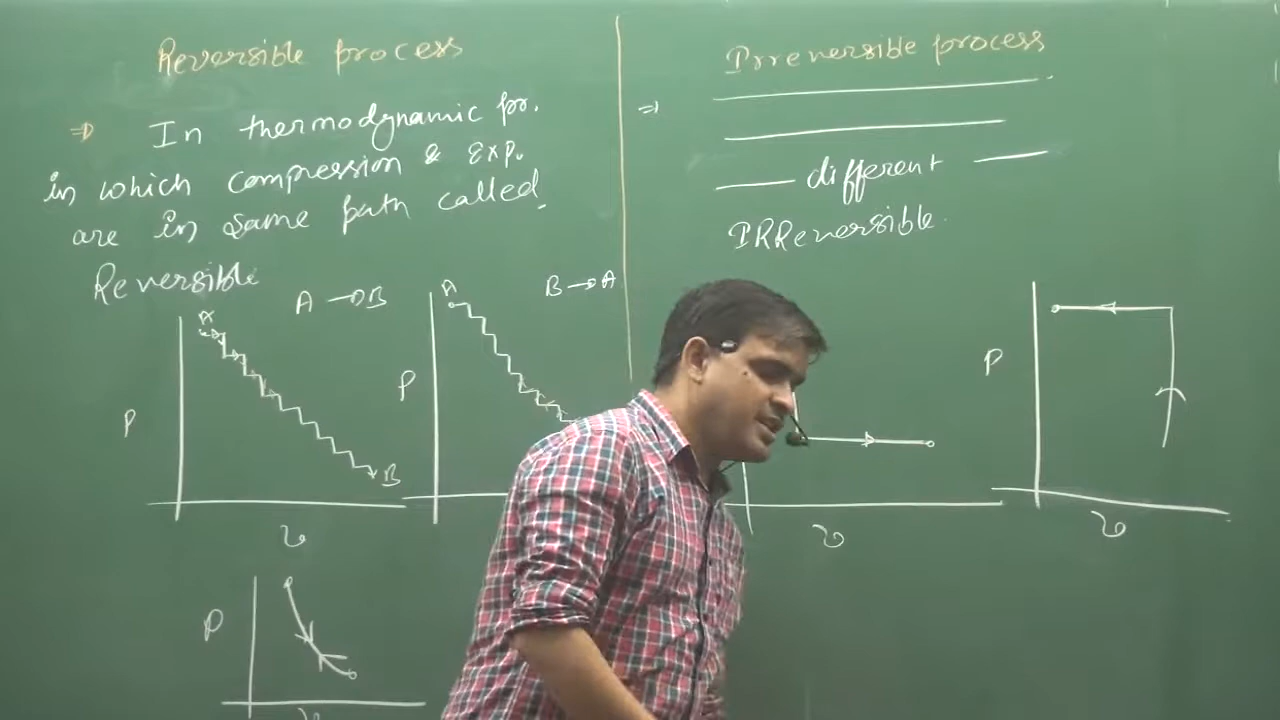 Reversible process
⇒ In thermodynamic pr.
in which compression & Exp.
are in same path called.
Reversible
A → B
A
B
P
V
B → A
A
P
P
V
Irreversible process
⇒
different
IRReversible.
V
P
V